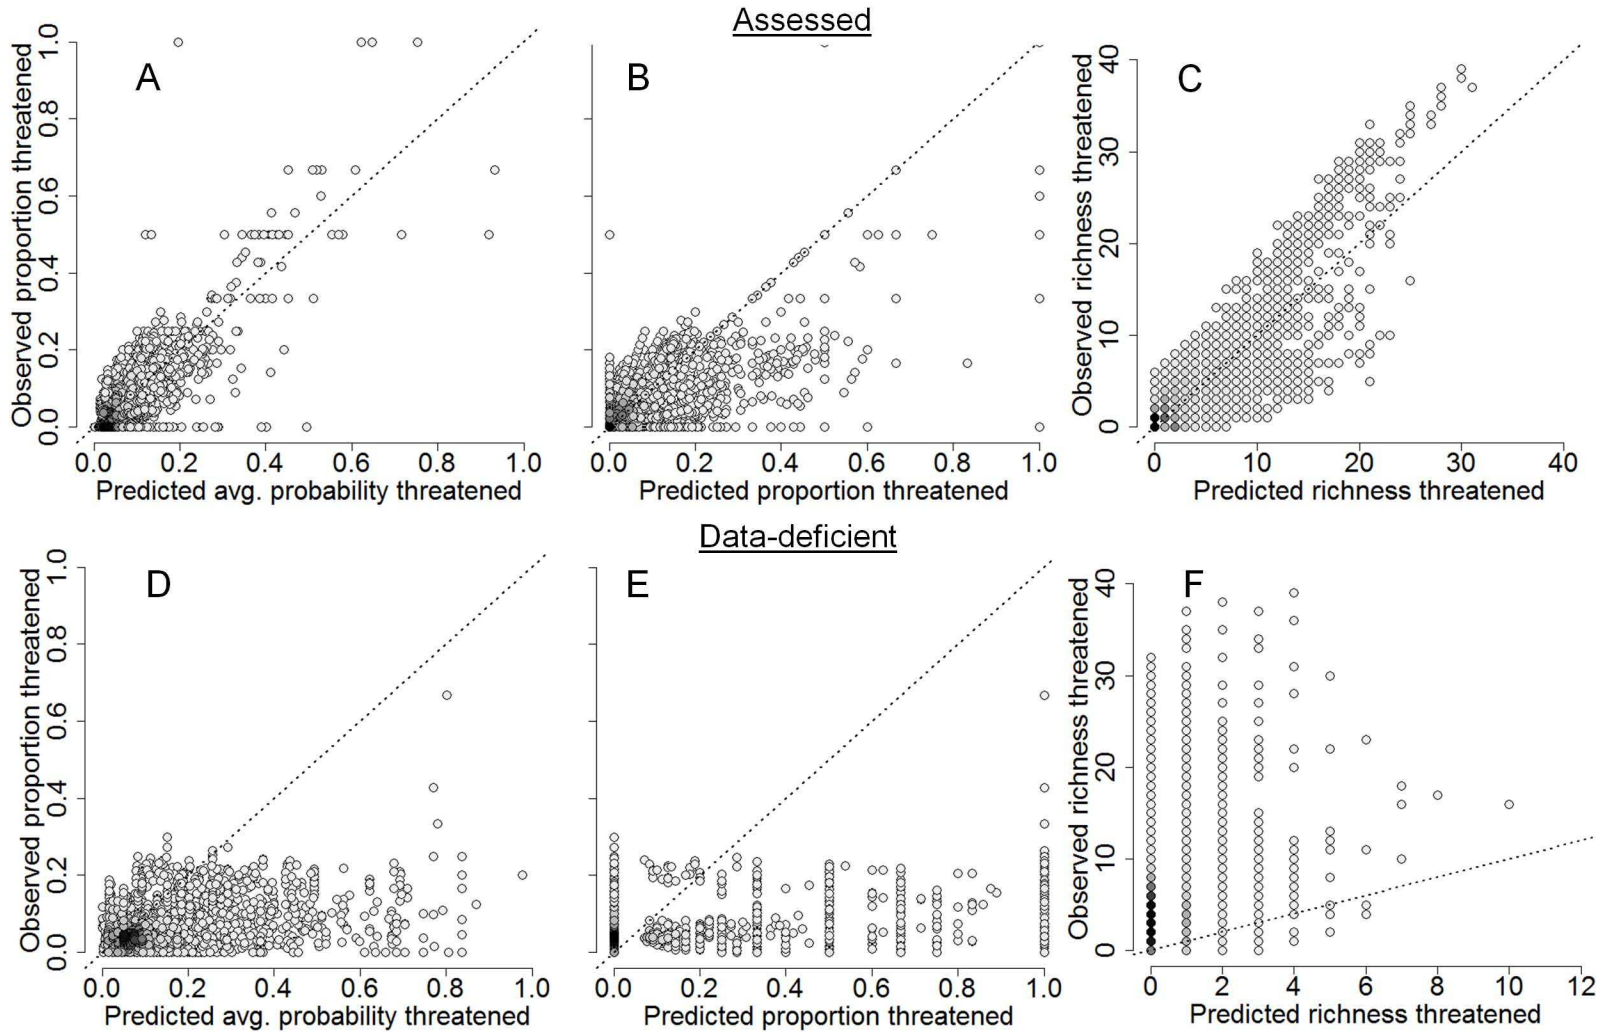 Assessed
A
B
C
Observed proportion threatened
0.0 0.2 0.4 0.6 0.8 1.0
0.0 0.2 0.4 0.6 0.8 1.0
Predicted avg. probability threatened
0.0 0.2 0.4 0.6 0.8 1.0
Predicted proportion threatened
Observed richness threatened
0 10 20 30 40
0 10 20 30 40
Predicted richness threatened
Data-deficient
D
E
F
Observed proportion threatened
0.0 0.2 0.4 0.6 0.8 1.0
0.0 0.2 0.4 0.6 0.8 1.0
Predicted avg. probability threatened
0.0 0.2 0.4 0.6 0.8 1.0
Predicted proportion threatened
Observed richness threatened
0 10 20 30 40
0 2 4 6 8 10 12
Predicted richness threatened